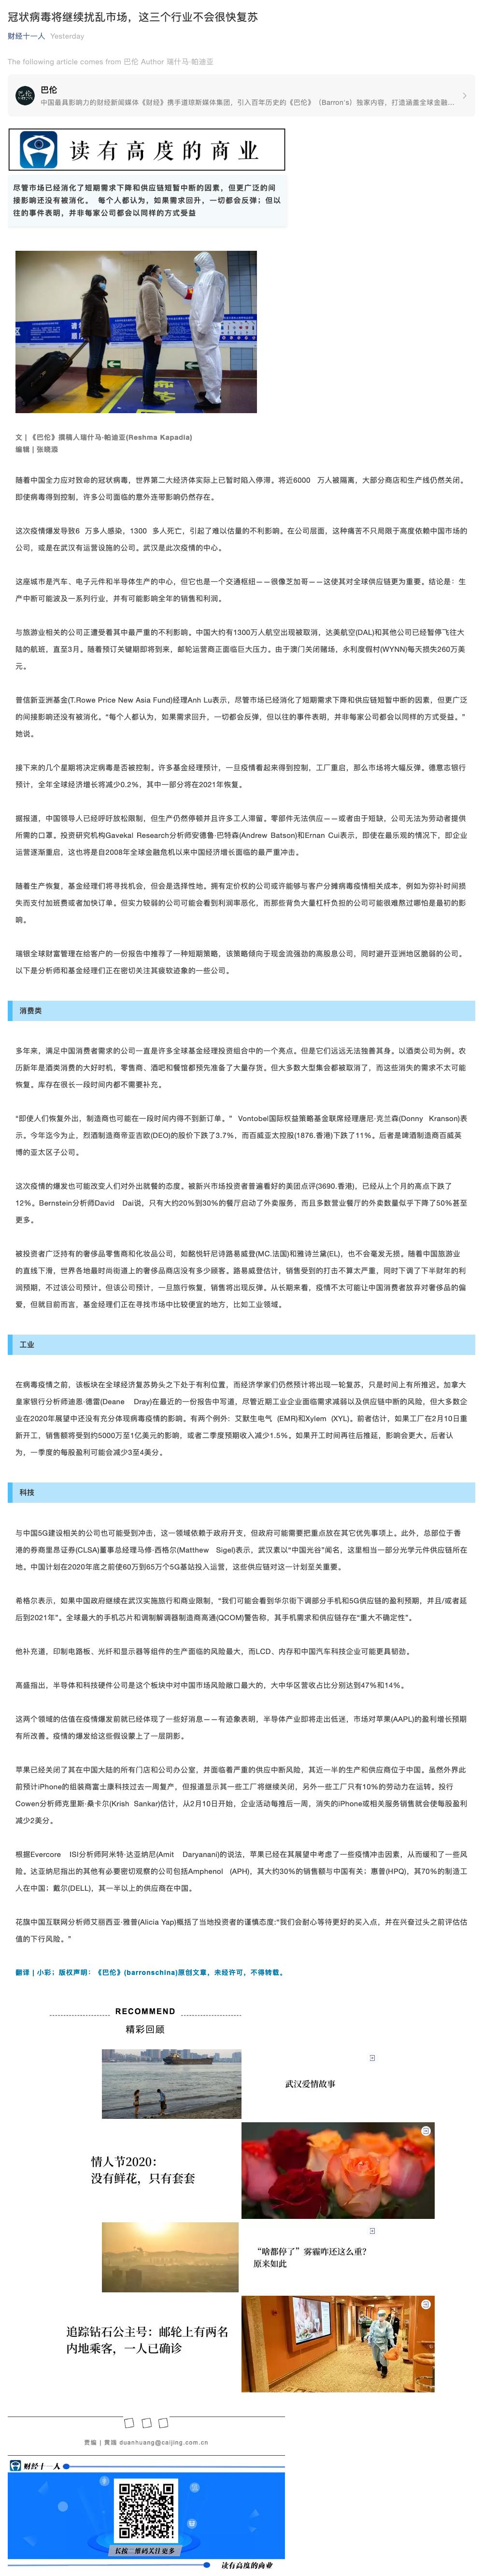 冠状病毒将继续扰乱市场，这三个行业不会很快复苏
财经十一人 Yesterday
The following article comes from 巴伦 Author 瑞什马·帕迪亚
巴伦
中国最具影响力的财经新闻媒体《财经》携手道琼斯媒体集团，引入百年历史的《巴伦》（Barron's）独家内容，打造涵盖全球金融...
读有高度的商业
尽管市场已经消化了短期需求下降和供应链短暂中断的因素，但更广泛的间
接影响还没有被消化。 每个人都认为，如果需求回升，一切都会反弹；但以
往的事件表明，并非每家公司都会以同样的方式受益
文 | 《巴伦》撰稿人瑞什马·帕迪亚(Reshma Kapadia)
编辑 | 张晓添
随着中国全力应对致命的冠状病毒，世界第二大经济体实际上已暂时陷入停滞。将近6000 万人被隔离，大部分商店和生产线仍然关闭。
即使病毒得到控制，许多公司面临的意外连带影响仍然存在。
这次疫情爆发导致6 万多人感染，1300 多人死亡，引起了难以估量的不利影响。在公司层面，这种痛苦不只局限于高度依赖中国市场的
公司，或是在武汉有运营设施的公司。武汉是此次疫情的中心。
这座城市是汽车、电子元件和半导体生产的中心，但它也是一个交通枢纽——很像芝加哥——这使其对全球供应链更为重要。结论是：生
产中断可能波及一系列行业，并有可能影响全年的销售和利润。
与旅游业相关的公司正遭受着其中最严重的不利影响。中国大约有1300万人航空出现被取消，达美航空(DAL)和其他公司已经暂停飞往大
陆的航班，直至3月。随着预订关键期即将到来，邮轮运营商正面临巨大压力。由于澳门关闭赌场，永利度假村(WYNN)每天损失260万美
元。
普信新亚洲基金(T.Rowe Price New Asia Fund)经理Anh Lu表示，尽管市场已经消化了短期需求下降和供应链短暂中断的因素，但更广泛
的间接影响还没有被消化。“每个人都认为，如果需求回升，一切都会反弹，但以往的事件表明，并非每家公司都会以同样的方式受益。”
她说。
接下来的几个星期将决定病毒是否被控制。许多基金经理预计，一旦疫情看起来得到控制，工厂重启，那么市场将大幅反弹。德意志银行
预计，全年全球经济增长将减少0.2%，其中一部分将在2021年恢复。
据报道，中国领导人已经呼吁放松限制，但生产仍然停顿并且许多工人滞留。零部件无法供应——或者由于短缺，公司无法为劳动者提供
所需的口罩。投资研究机构Gavekal Research分析师安德鲁·巴特森(Andrew Batson)和Ernan Cui表示，即使在最乐观的情况下，即企业
运营逐渐重启，这也将是自2008年全球金融危机以来中国经济增长面临的最严重冲击。
随着生产恢复，基金经理们将寻找机会，但会是选择性地。拥有定价权的公司或许能够与客户分摊病毒疫情相关成本，例如为弥补时间损
失而支付加班费或者加快订单。但实力较弱的公司可能会看到利润率恶化，而那些背负大量杠杆负担的公司可能很难熬过哪怕是最初的影
响。
瑞银全球财富管理在给客户的一份报告中推荐了一种短期策略，该策略倾向于现金流强劲的高股息公司，同时避开亚洲地区脆弱的公司。
以下是分析师和基金经理们正在密切关注其疲软迹象的一些公司。
消费类
多年来，满足中国消费者需求的公司一直是许多全球基金经理投资组合中的一个亮点。但是它们远远无法独善其身。以酒类公司为例。农
历新年是酒类消费的大好时机，零售商、酒吧和餐馆都预先准备了大量存货。但大多数大型集会都被取消了，而这些消失的需求不太可能
恢复。库存在很长一段时间内都不需要补充。
“即使人们恢复外出，制造商也可能在一段时间内得不到新订单。” Vontobel国际权益策略基金联席经理唐尼·克兰森(Donny Kranson)表
示。今年迄今为止，烈酒制造商帝亚吉欧(DEO)的股价下跌了3.7%，而百威亚太控股(1876.香港)下跌了11%。后者是啤酒制造商百威英
博的亚太区子公司。
这次疫情的爆发也可能改变人们对外出就餐的态度。被新兴市场投资者普遍看好的美团点评(3690.香港)，已经从上个月的高点下跌了
12%。Bernstein分析师David Dai说，只有大约20%到30%的餐厅启动了外卖服务，而且多数营业餐厅的外卖数量似乎下降了50%甚至
更多。
被投资者广泛持有的奢侈品零售商和化妆品公司，如酩悦轩尼诗路易威登(MC.法国)和雅诗兰黛(EL)，也不会毫发无损。随着中国旅游业
的直线下滑，世界各地最时尚街道上的奢侈品商店没有多少顾客。路易威登估计，销售受到的打击不算太严重，同时下调了下半财年的利
润预期，不过该公司预计。但该公司预计，一旦旅行恢复，销售将出现反弹。从长期来看，疫情不太可能让中国消费者放弃对奢侈品的偏
爱，但就目前而言，基金经理们正在寻找市场中比较便宜的地方，比如工业领域。
工业
在病毒疫情之前，该板块在全球经济复苏势头之下处于有利位置，而经济学家们仍然预计将出现一轮复苏，只是时间上有所推迟。加拿大
皇家银行分析师迪恩·德雷(Deane Dray)在最近的一份报告中写道，尽管近期工业企业面临需求减弱以及供应链中断的风险，但大多数企
业在2020年展望中还没有充分体现病毒疫情的影响。有两个例外：艾默生电气 (EMR)和Xylem (XYL)。前者估计，如果工厂在2月10日重
新开工，销售额将受到约5000万至1亿美元的影响，或者二季度预期收入减少1.5%。如果开工时间再往后推延，影响会更大。后者认
为，一季度的每股盈利可能会减少3至4美分。
科技
与中国5G建设相关的公司也可能受到冲击，这一领域依赖于政府开支，但政府可能需要把重点放在其它优先事项上。此外，总部位于香
港的券商里昂证券(CLSA)董事总经理马修·西格尔(Matthew Sigel)表示，武汉素以“中国光谷”闻名，这里相当一部分光学元件供应链所在
地。中国计划在2020年底之前使60万到65万个5G基站投入运营，这些供应链对这一计划至关重要。
希格尔表示，如果中国政府继续在武汉实施旅行和商业限制，“我们可能会看到华尔街下调部分手机和5G供应链的盈利预期，并且/或者延
后到2021年”。全球最大的手机芯片和调制解调器制造商高通(QCOM)警告称，其手机需求和供应链存在“重大不确定性”。
他补充道，印制电路板、光纤和显示器等组件的生产面临的风险最大，而LCD、内存和中国汽车科技企业可能更具韧劲。
高盛指出，半导体和科技硬件公司是这个板块中对中国市场风险敞口最大的，大中华区营收占比分别达到47%和14%。
这两个领域的估值在疫情爆发前就已经体现了一些好消息——有迹象表明，半导体产业即将走出低迷，市场对苹果(AAPL)的盈利增长预期
有所改善。疫情的爆发给这些假设蒙上了一层阴影。
苹果已经关闭了其在中国大陆的所有门店和公司办公室，并面临着严重的供应中断风险，其近一半的生产和供应商位于中国。虽然外界此
前预计iPhone的组装商富士康科技过去一周复产，但报道显示其一些工厂将继续关闭，另外一些工厂只有10%的劳动力在运转。投行
Cowen分析师克里斯·桑卡尔(Krish Sankar)估计，从2月10日开始，企业活动每推后一周，消失的iPhone或相关服务销售就会使每股盈利
减少2美分。
根据Evercore ISI分析师阿米特·达亚纳尼(Amit Daryanani)的说法，苹果已经在其展望中考虑了一些疫情冲击因素，从而缓和了一些风
险。达亚纳尼指出的其他有必要密切观察的公司包括Amphenol (APH)，其大约30%的销售额与中国有关；惠普(HPQ)，其70%的制造工
人在中国；戴尔(DELL)，其一半以上的供应商在中国。
花旗中国互联网分析师艾丽西亚·雅普(Alicia Yap)概括了当地投资者的谨慎态度:“我们会耐心等待更好的买入点，并在兴奋过头之前评估估
值的下行风险。”
翻译 | 小彩；版权声明：《巴伦》(barronschina)原创文章，未经许可，不得转载。
RECOMMEND
精彩回顾
武汉爱情故事
情人节2020：
没有鲜花，只有套套
“啥都停了”雾霾咋还这么重？
原来如此
追踪钻石公主号：邮轮上有两名
内地乘客，一人已确诊
责编 | 黄端 duanhuang@caijing.com.cn
财经十一人
长按二维码关注更多
读有高度的商业